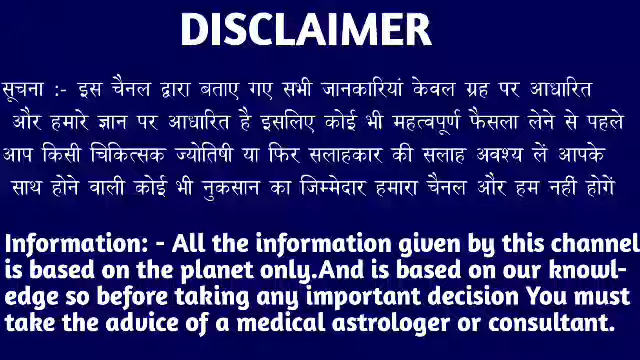 DISCLAIMER
सूचना :- इस चैनल द्वारा बताए गए सभी जानकारियां केवल ग्रह पर आधारित
और हमारे ज्ञान पर आधारित है इसलिए कोई भी महत्वपूर्ण फैसला लेने से पहले
आप किसी चिकित्सक ज्योतिषी या फिर सलाहकार की सलाह अवश्य लें आपके
साथ होने वाली कोई भी नुकसान का जिम्मेदार हमारा चैनल और हम नहीं होगें
Information: - All the information given by this channel
is based on the planet only.And is based on our knowl-
edge so before taking any important decision You must
take the advice of a medical astrologer or consultant.